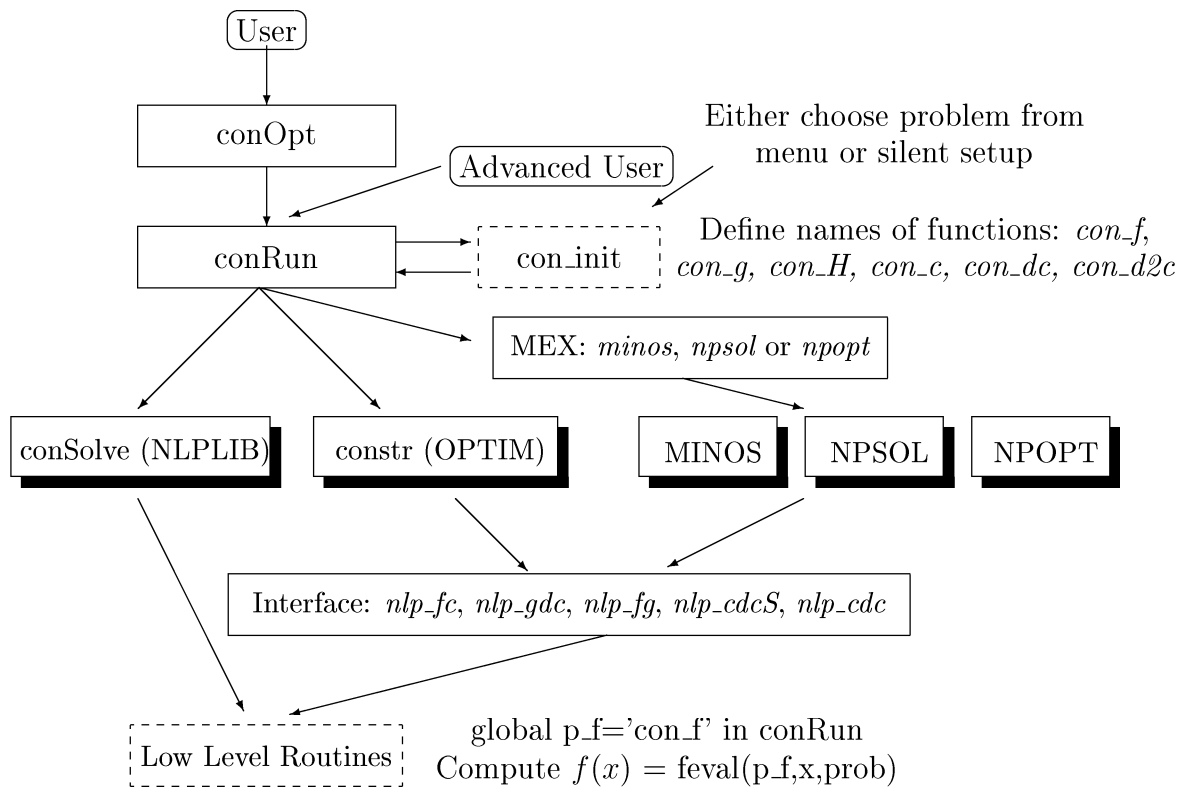 User
conOpt
Either choose problem from
menu or silent setup
Advanced User
conRun
con_init
Define names of functions: con_f,
con_g, con_H, con_c, con_dc, con_d2c
MEX: minos, npsol or npopt
conSolve (NLPLIB)
constr (OPTIM)
MINOS
NPSOL
NPOPT
Interface: nlp_fc, nlp_gdc, nlp_fg, nlp_cdcS, nlp_cdc
Low Level Routines
global p_f='con_f' in conRun
Compute f(x) = feval(p_f,x,prob)